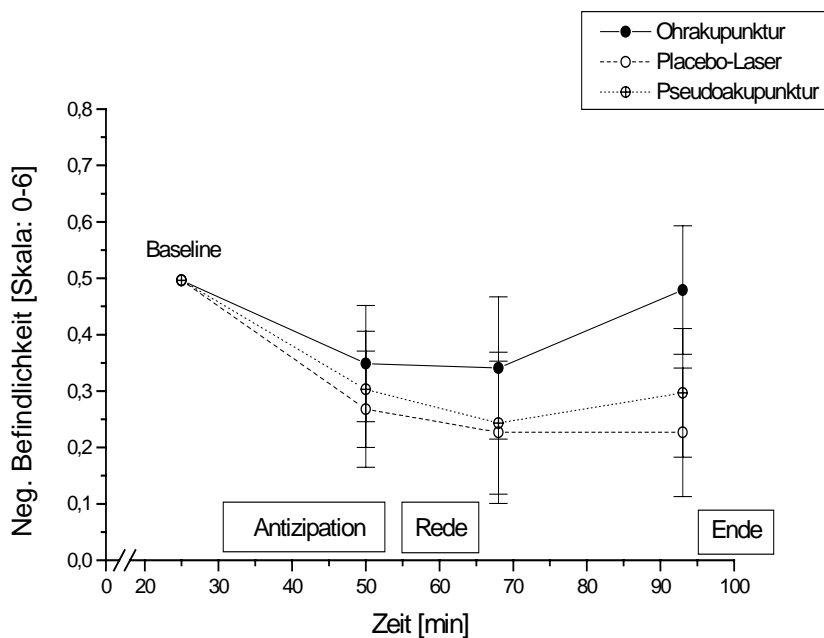 Ohrakupunktur
Placebo-Laser
Pseudoakupunktur
Neg. Befindlichkeit [Skala: 0-6]
0,8
0,7
0,6
0,5
0,4
0,3
0,2
0,1
0,0
Baseline
Antizipation
Rede
Ende
0 20 30 40 50 60 70 80 90 100
Zeit [min]